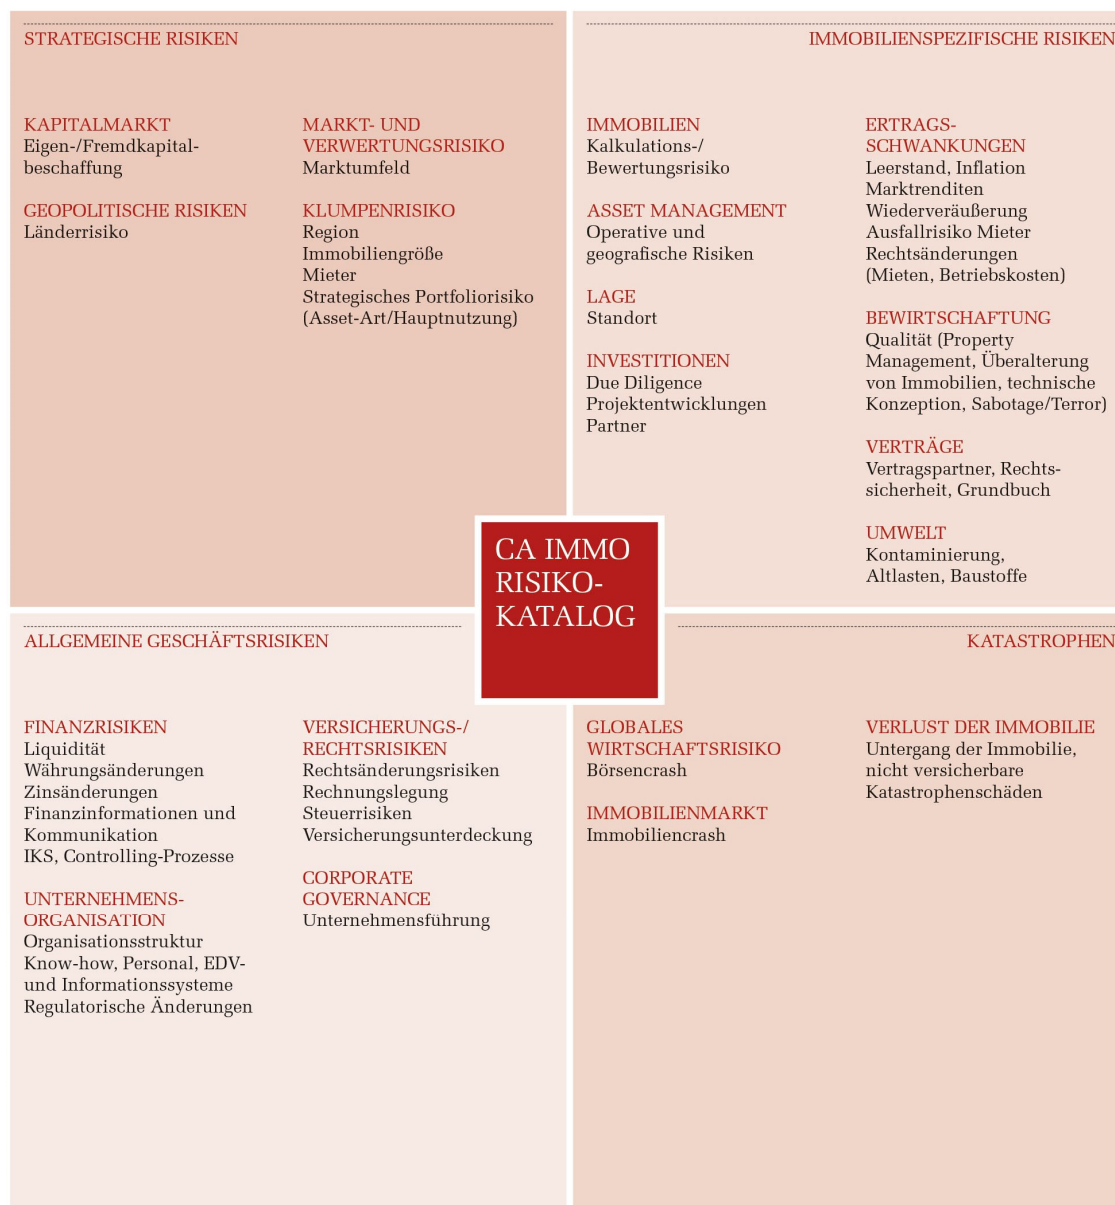 STRATEGISCHE RISIKEN
KAPITALMARKT
Eigen-/Fremdkapital-
beschaffung
GEOPOLITISCHE RISIKEN
Länderrisiko
MARKT- UND
VERWERTUNGSRISIKO
Marktumfeld
KLUMPENRISIKO
Region
Immobiliengröße
Mieter
Strategisches Portfoliorisiko
(Asset-Art/Hauptnutzung)
IMMOBILIENSPEZIFISCHE RISIKEN
IMMOBILIEN
Kalkulations-/
Bewertungsrisiko
ASSET MANAGEMENT
Operative und
geografische Risiken
LAGE
Standort
INVESTITIONEN
Due Diligence
Projektentwicklungen
Partner
ERTRAGS-
SCHWANKUNGEN
Leerstand, Inflation
Marktrenditen
Wiederveräußerung
Ausfallrisiko Mieter
Rechtsänderungen
(Mieten, Betriebskosten)
BEWIRTSCHAFTUNG
Qualität (Property
Management, Überalterung
von Immobilien, technische
Konzeption, Sabotage/Terror)
VERTRÄGE
Vertragspartner, Rechts-
sicherheit, Grundbuch
UMWELT
Kontaminierung,
Altlasten, Baustoffe
CA IMMO
RISIKO-
KATALOG
ALLGEMEINE GESCHÄFTSRISIKEN
FINANZRISIKEN
Liquidität
Währungsänderungen
Zinsänderungen
Finanzinformationen und
Kommunikation
IKS, Controlling-Prozesse
UNTERNEHMENS-
ORGANISATION
Organisationsstruktur
Know-how, Personal, EDV-
und Informationssysteme
Regulatorische Änderungen
VERSICHERUNGS-/
RECHTSRISIKEN
Rechtsänderungsrisiken
Rechnungslegung
Steuerrisiken
Versicherungsunterdeckung
CORPORATE
GOVERNANCE
Unternehmensführung
KATASTROPHEN
GLOBALES
WIRTSCHAFTSRISIKO
Börsencrash
IMMOBILIENMARKT
Immobiliencrash
VERLUST DER IMMOBILIE
Untergang der Immobilie,
nicht versicherbare
Katastrophenschäden